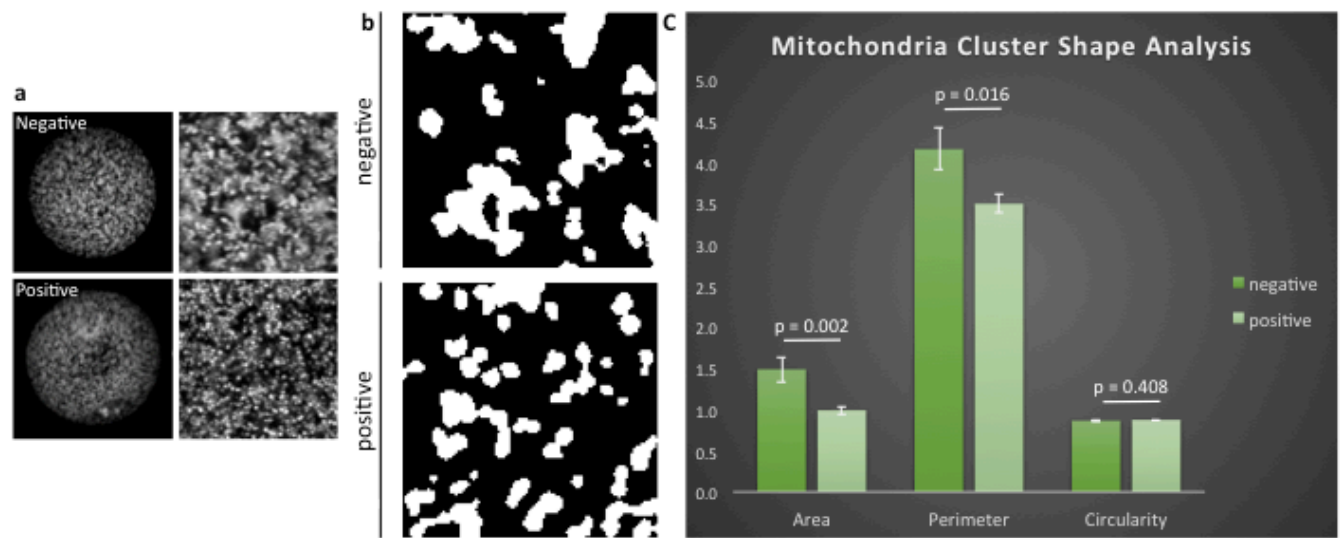 a
Negative
Positive
b
negative
positive
C
Mitochondria Cluster Shape Analysis
5.0
4.5
4.0
3.5
3.0
2.5
2.0
1.5
1.0
0.5
0.0
p = 0.002
p = 0.016
p = 0.408
Area
Perimeter
Circularity
negative
positive